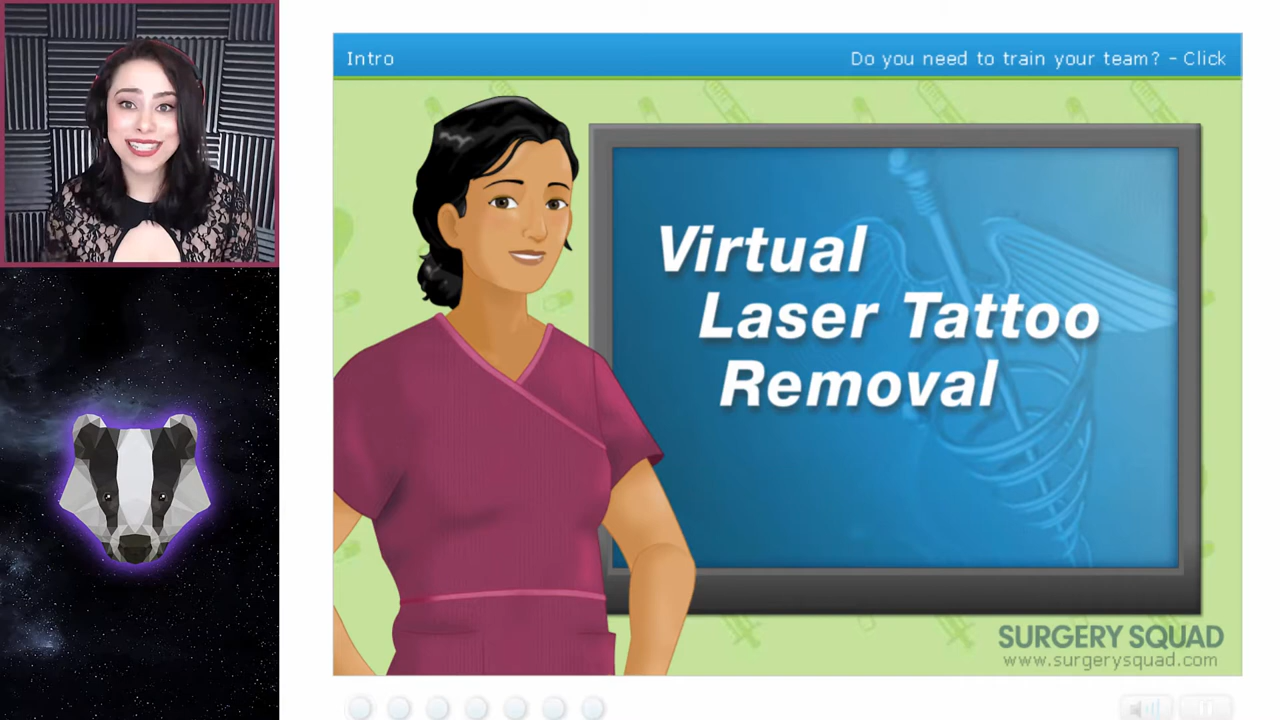 Intro
Do you need to train your team? - Click
Virtual
Laser Tattoo
Removal
SURGERY SQUAD
www.surgerysquad.com